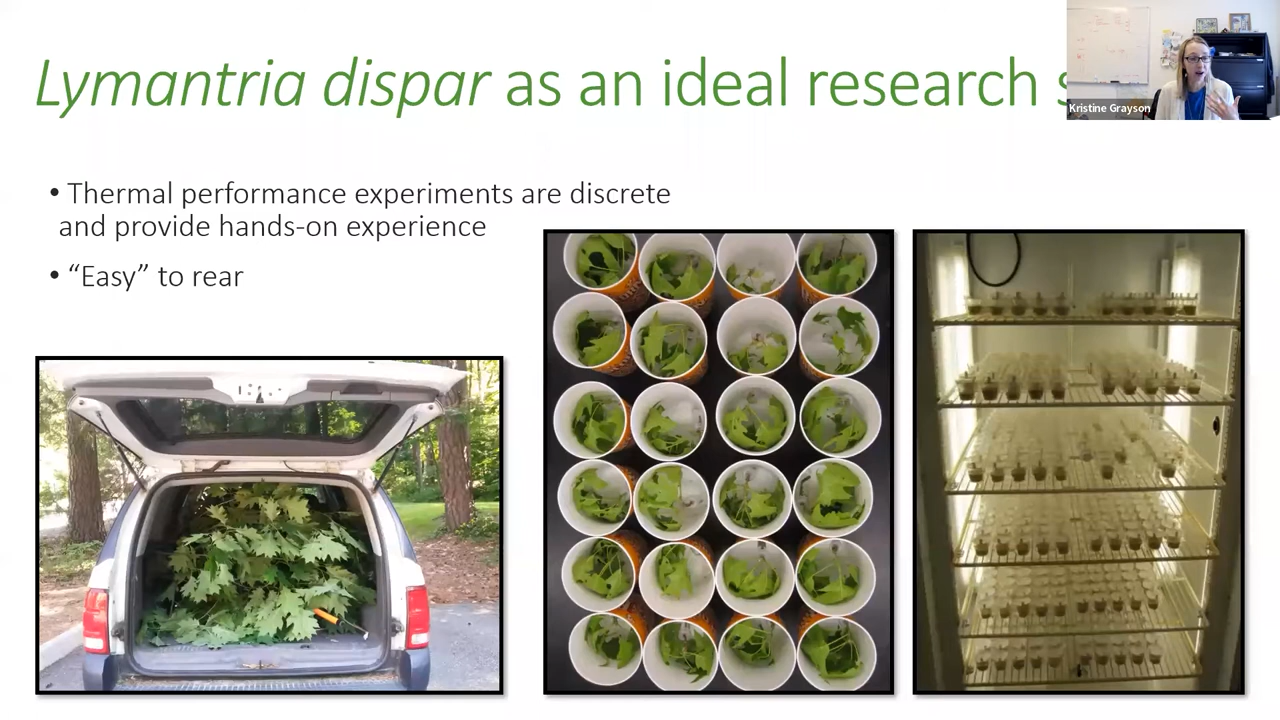 Lymantria dispar as an ideal research
Kristine Grayson
• Thermal performance experiments are discrete
and provide hands-on experience
• “Easy” to rear